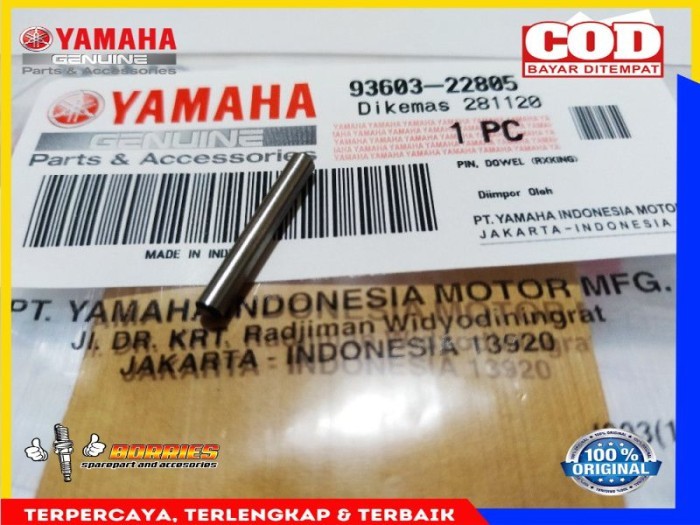 YAMAHA
GENUINE
Parts & Accessories
COD
BAYAR DITEMPAT
YAMAHA
GENUINE
Parts & Accessories
93603-22805
Dikemas 281120
1 PC
PIN, DOWEL (RXKING)
Diimpor Oleh
PT. YAMAHA INDONESIA MOTOR
JAKARTA-INDONESIA
MADE IN
PT. YAMAHA INDONESIA MOTOR MFG.
Jl. DR. KRT. Radjiman Widyodiningrat
JAKARTA - INDONESIA 13920
BORRIES
sparepart and accesories
100%
ORIGINAL
TERPERCAYA, TERLENGKAP & TERBAIK